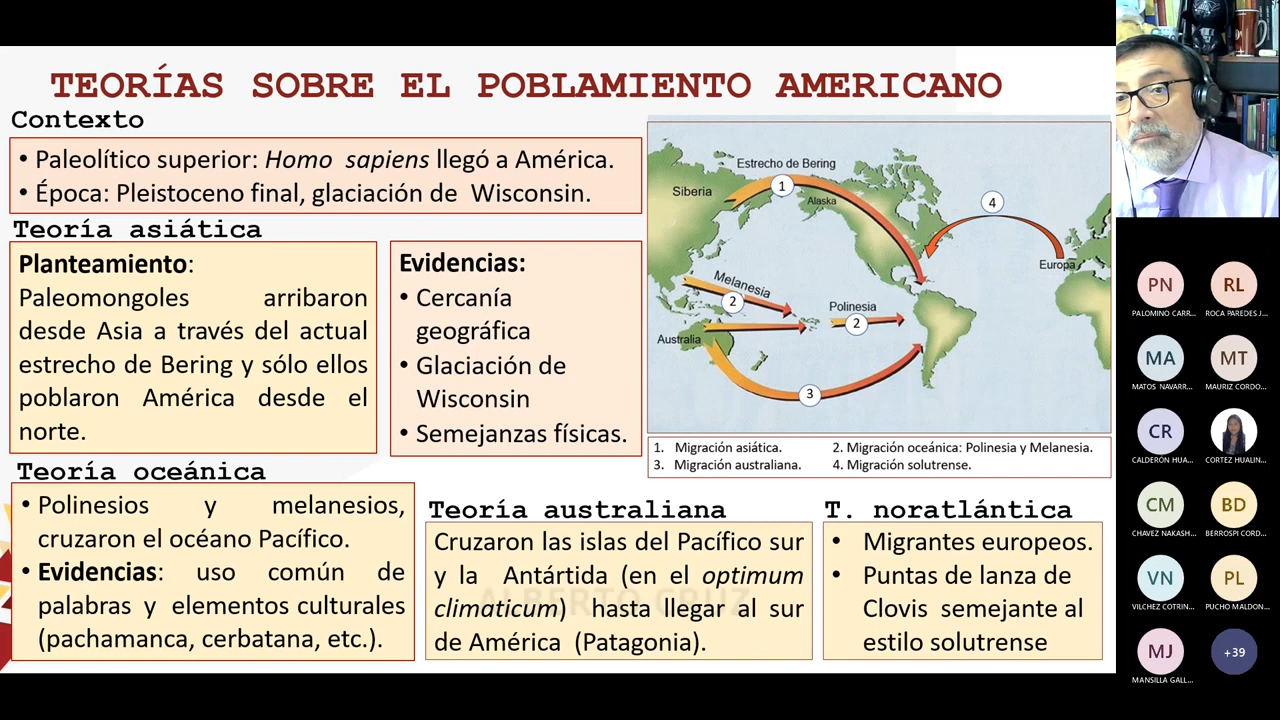 TEORÍAS SOBRE EL POBLAMIENTO AMERICANO
Contexto
• Paleolítico superior: Homo sapiens llegó a América.
• Época: Pleistoceno final, glaciación de Wisconsin.
Teoría asiática
Planteamiento:
Paleomongoles arribaron
desde Asia a través del actual
estrecho de Bering y sólo ellos
poblaron América desde el
norte.
Evidencias:
• Cercanía
geográfica
• Glaciación de
Wisconsin
• Semejanzas físicas.
Estrecho de Bering
Siberia
1
Alaska
4
Europa
Melanesia
2
Polinesia
2
Australia
3
1. Migración asiática.
2. Migración oceánica: Polinesia y Melanesia.
3. Migración australiana.
4. Migración solutrense.
Teoría oceánica
• Polinesios y melanesios,
cruzaron el océano Pacífico.
• Evidencias: uso común de
palabras y elementos culturales
(pachamanca, cerbatana, etc.).
Teoría australiana
Cruzaron las islas del Pacífico sur
y la Antártida (en el optimum
climaticum) hasta llegar al sur
de América (Patagonia).
ALBERTO CRUZ
T. noratlántica
• Migrantes europeos.
• Puntas de lanza de
Clovis semejante al
estilo solutrense
PN
PALOMINO CARR...
RL
ROCA PAREDES J...
MA
MATOS NAVARR...
MT
MAURIZ CORDO...
CR
CALDERÓN HUA...
CORTEZ HUALIN...
CM
CHAVEZ NAKASH...
BD
BERROSPI CORD...
VN
VILCHEZ COTRIN...
PL
PUCHO MALDON...
MJ
MANSILLA GALL...
+39